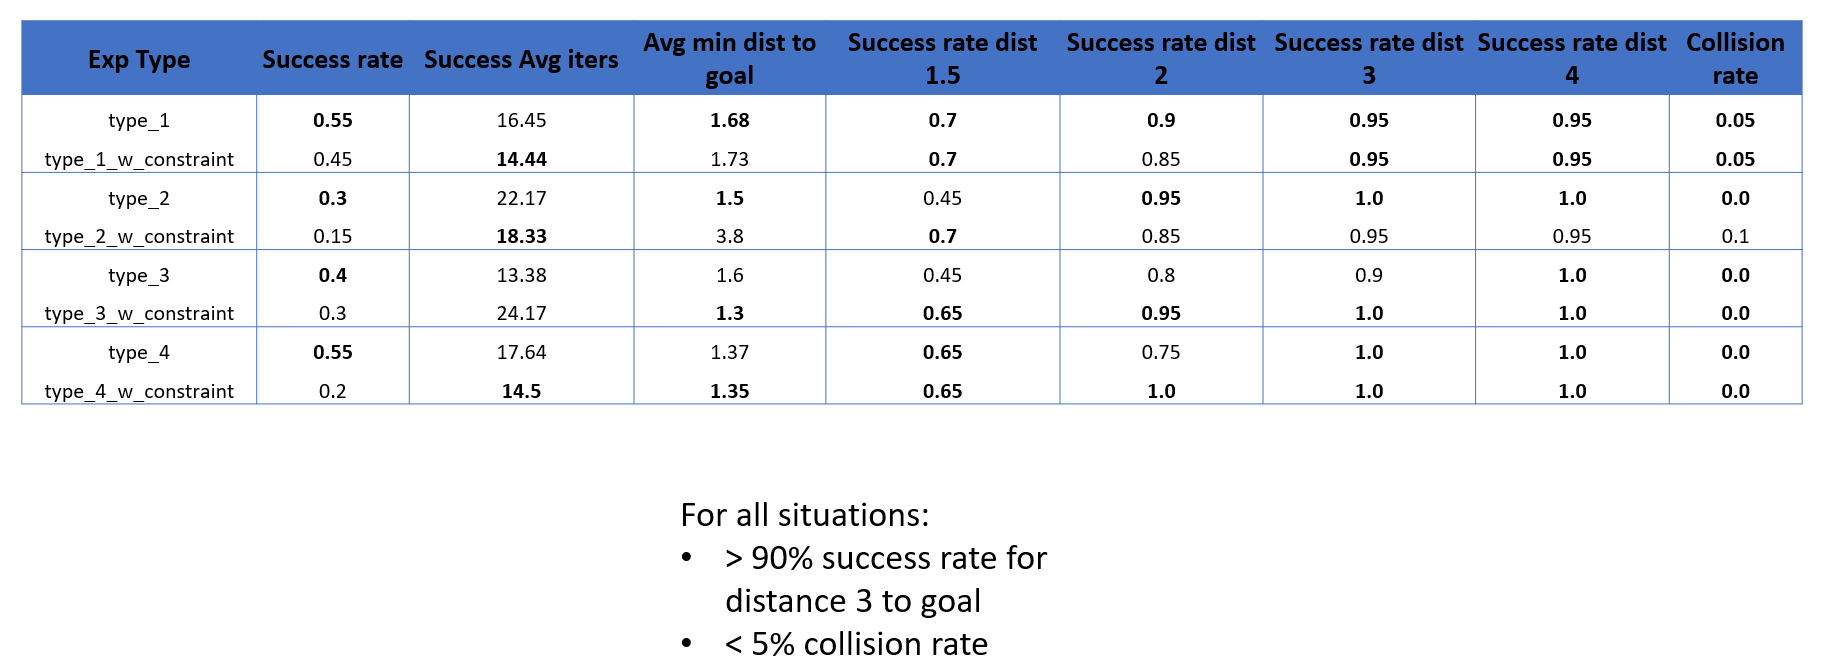 Exp Type Success rate Success Avg iters Avg min dist to goal Success rate dist 1.5 Success rate dist 2 Success rate dist 3 Success rate dist 4 Collision rate
type_1 0.55 16.45 1.68 0.7 0.9 0.95 0.95 0.05
type_1_w_constraint 0.45 14.44 1.73 0.7 0.85 0.95 0.95 0.05
type_2 0.3 22.17 1.5 0.45 0.95 1.0 1.0 0.0
type_2_w_constraint 0.15 18.33 3.8 0.7 0.85 0.95 0.95 0.1
type_3 0.4 13.38 1.6 0.45 0.8 0.9 1.0 0.0
type_3_w_constraint 0.3 24.17 1.3 0.65 0.95 1.0 1.0 0.0
type_4 0.55 17.64 1.37 0.65 0.75 1.0 1.0 0.0
type_4_w_constraint 0.2 14.5 1.35 0.65 1.0 1.0 1.0 0.0
For all situations:
• > 90% success rate for
distance 3 to goal
• < 5% collision rate